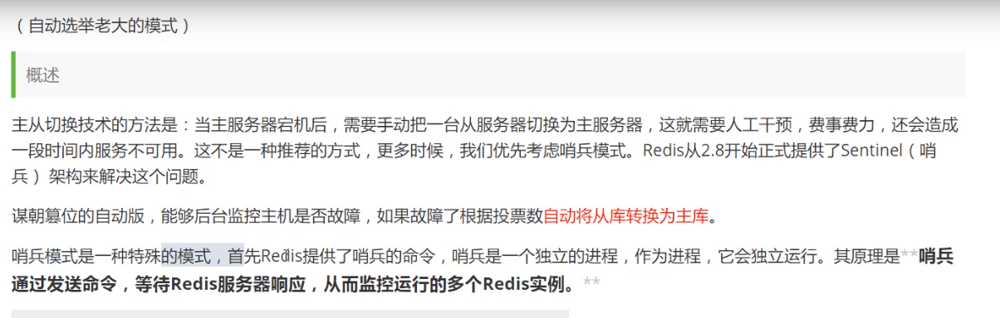 （自动选举老大的模式）
概述
主从切换技术的方法是：当主服务器宕机后，需要手动把一台从服务器切换为主服务器，这就需要人工干预，费事费力，还会造成
一段时间内服务不可用。这不是一种推荐的方式，更多时候，我们优先考虑哨兵模式。Redis从2.8开始正式提供了Sentinel（哨
兵） 架构来解决这个问题。
谋朝篡位的自动版，能够后台监控主机是否故障，如果故障了根据投票数自动将从库转换为主库。
哨兵模式是一种特殊的模式，首先Redis提供了哨兵的命令，哨兵是一个独立的进程，作为进程，它会独立运行。其原理是**哨兵
通过发送命令，等待Redis服务器响应，从而监控运行的多个Redis实例。**